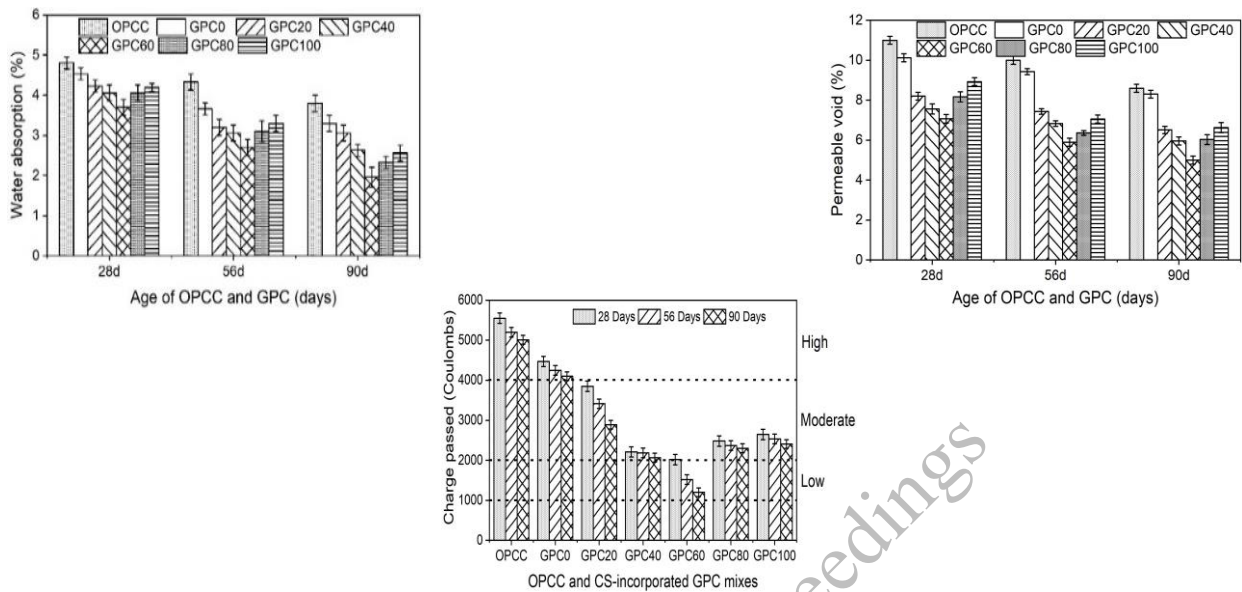 6
5
4
3
2
1
0
Water absorption (%)
OPCC GPC0 GPC20 GPC40
GPC60 GPC80 GPC100
28d 56d 90d
Age of OPCC and GPC (days)
12
10
8
6
4
2
0
Permeable void (%)
OPCC GPC0 GPC20 GPC40
GPC60 GPC80 GPC100
28d 56d 90d
Age of OPCC and GPC (days)
6000
5000
4000
3000
2000
1000
0
Charge passed (Coulombs)
28 Days 56 Days 90 Days
High
Moderate
Low
OPCC GPC0 GPC20 GPC40 GPC60 GPC80 GPC100
OPCC and CS-incorporated GPC mixes